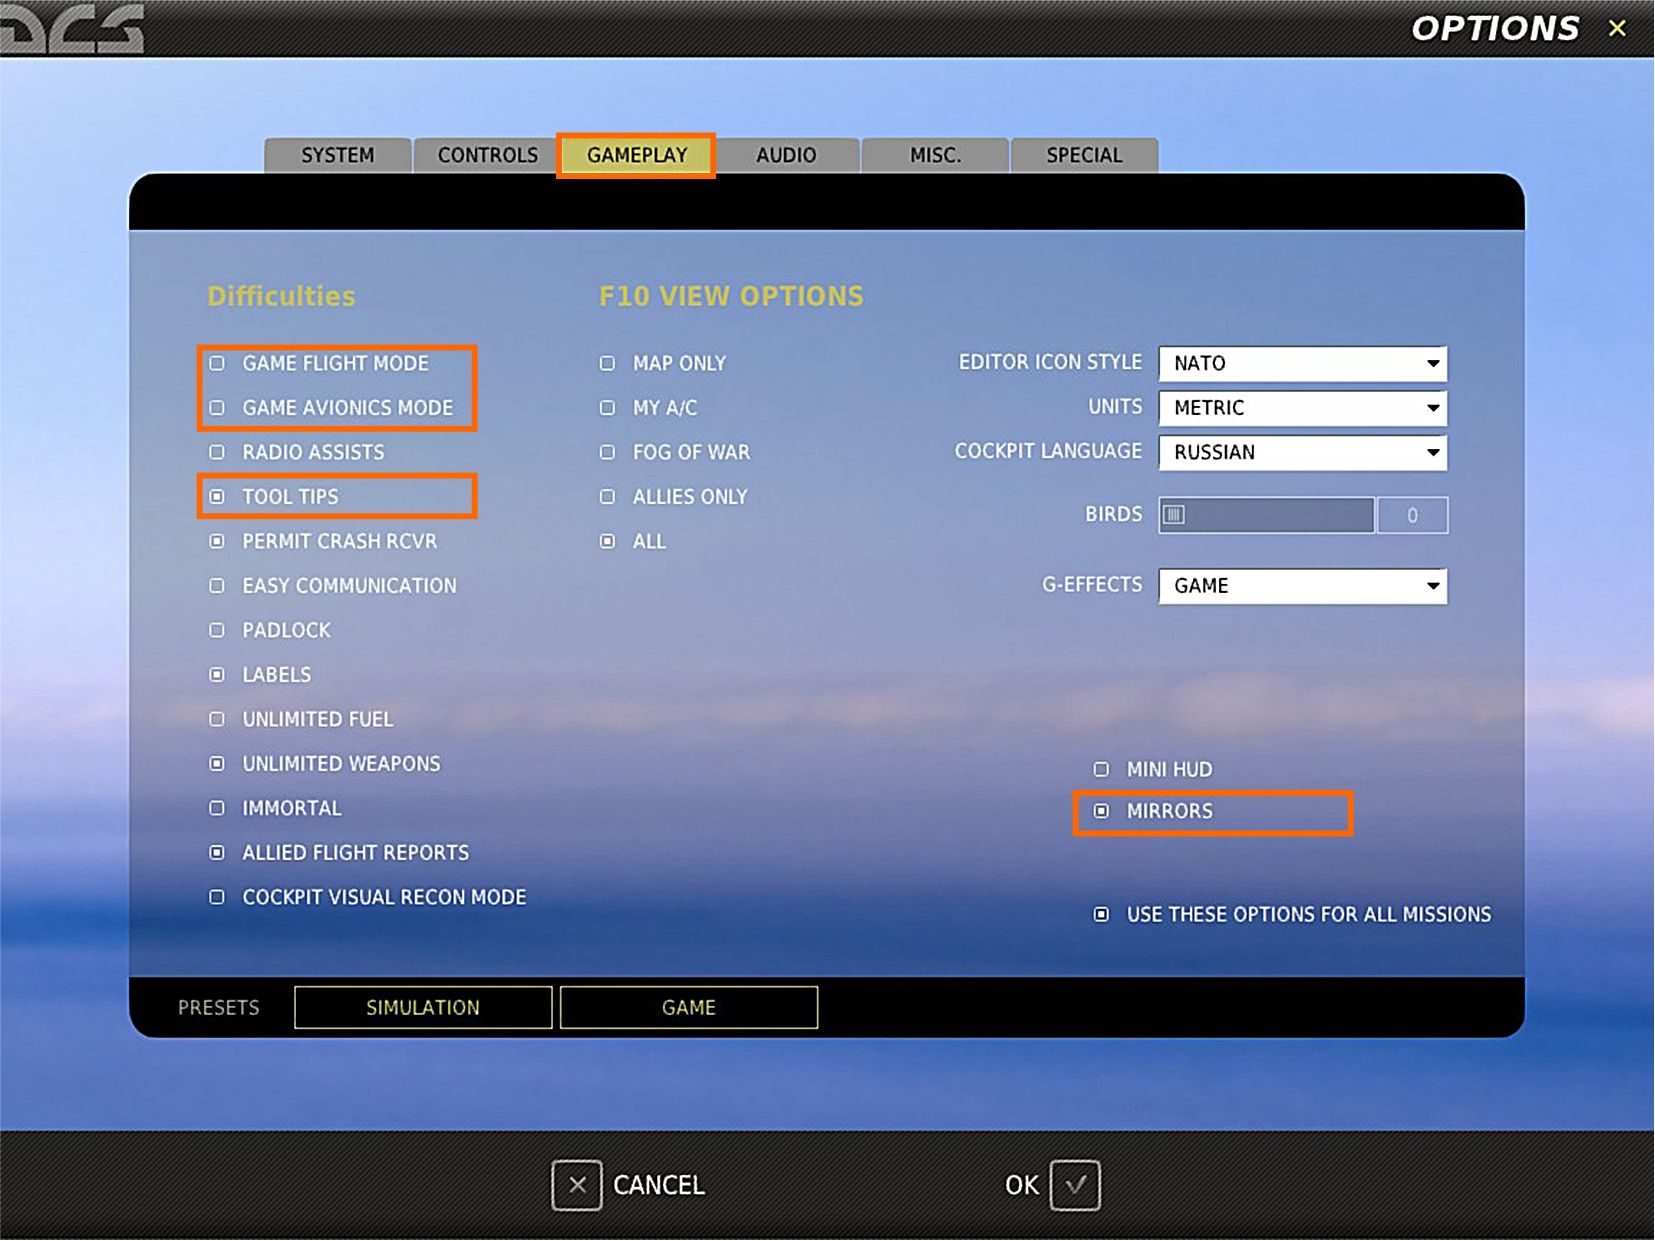 DCS
OPTIONS
SYSTEM
CONTROLS
GAMEPLAY
AUDIO
MISC.
SPECIAL
Difficulties
GAME FLIGHT MODE
GAME AVIONICS MODE
RADIO ASSISTS
TOOL TIPS
PERMIT CRASH RCVR
EASY COMMUNICATION
PADLOCK
LABELS
UNLIMITED FUEL
UNLIMITED WEAPONS
IMMORTAL
ALLIED FLIGHT REPORTS
COCKPIT VISUAL RECON MODE
F10 VIEW OPTIONS
MAP ONLY
MY A/C
FOG OF WAR
ALLIES ONLY
ALL
EDITOR ICON STYLE NATO
UNITS METRIC
COCKPIT LANGUAGE RUSSIAN
BIRDS 0
G-EFFECTS GAME
MINI HUD
MIRRORS
USE THESE OPTIONS FOR ALL MISSIONS
PRESETS SIMULATION GAME
CANCEL
OK